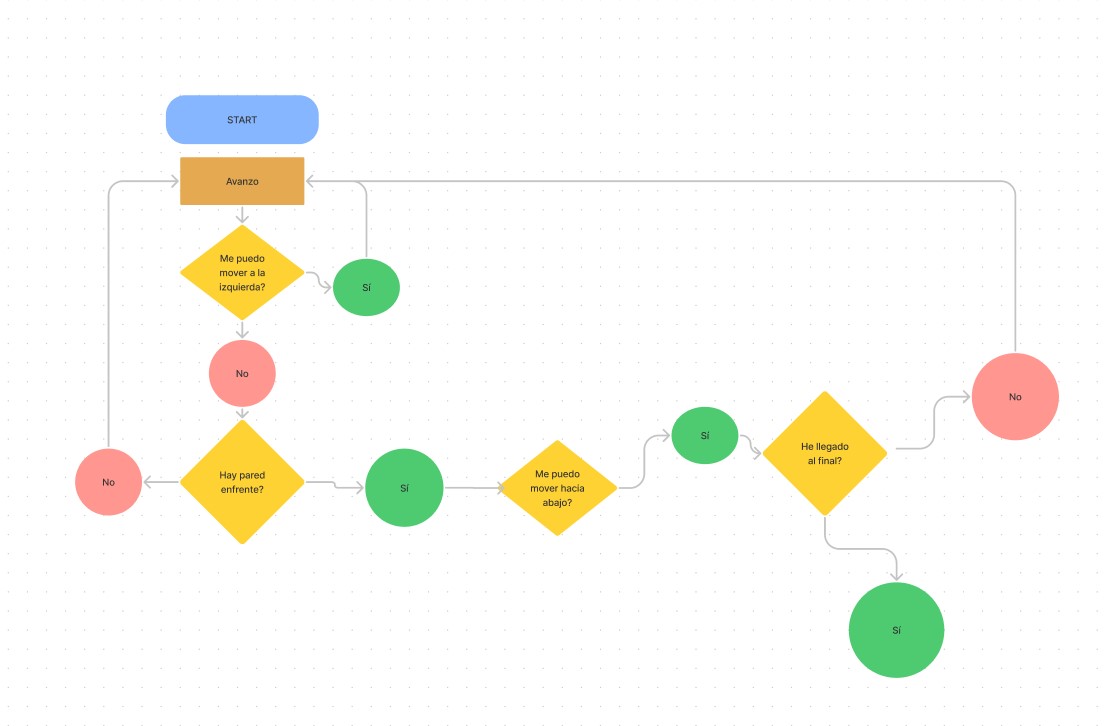 START
Avanzo
Me puedo
mover a la
izquierda?
Sí
No
No
Hay pared
enfrente?
Sí
Me puedo
mover hacía
abajo?
Sí
He llegado
al final?
No
Sí